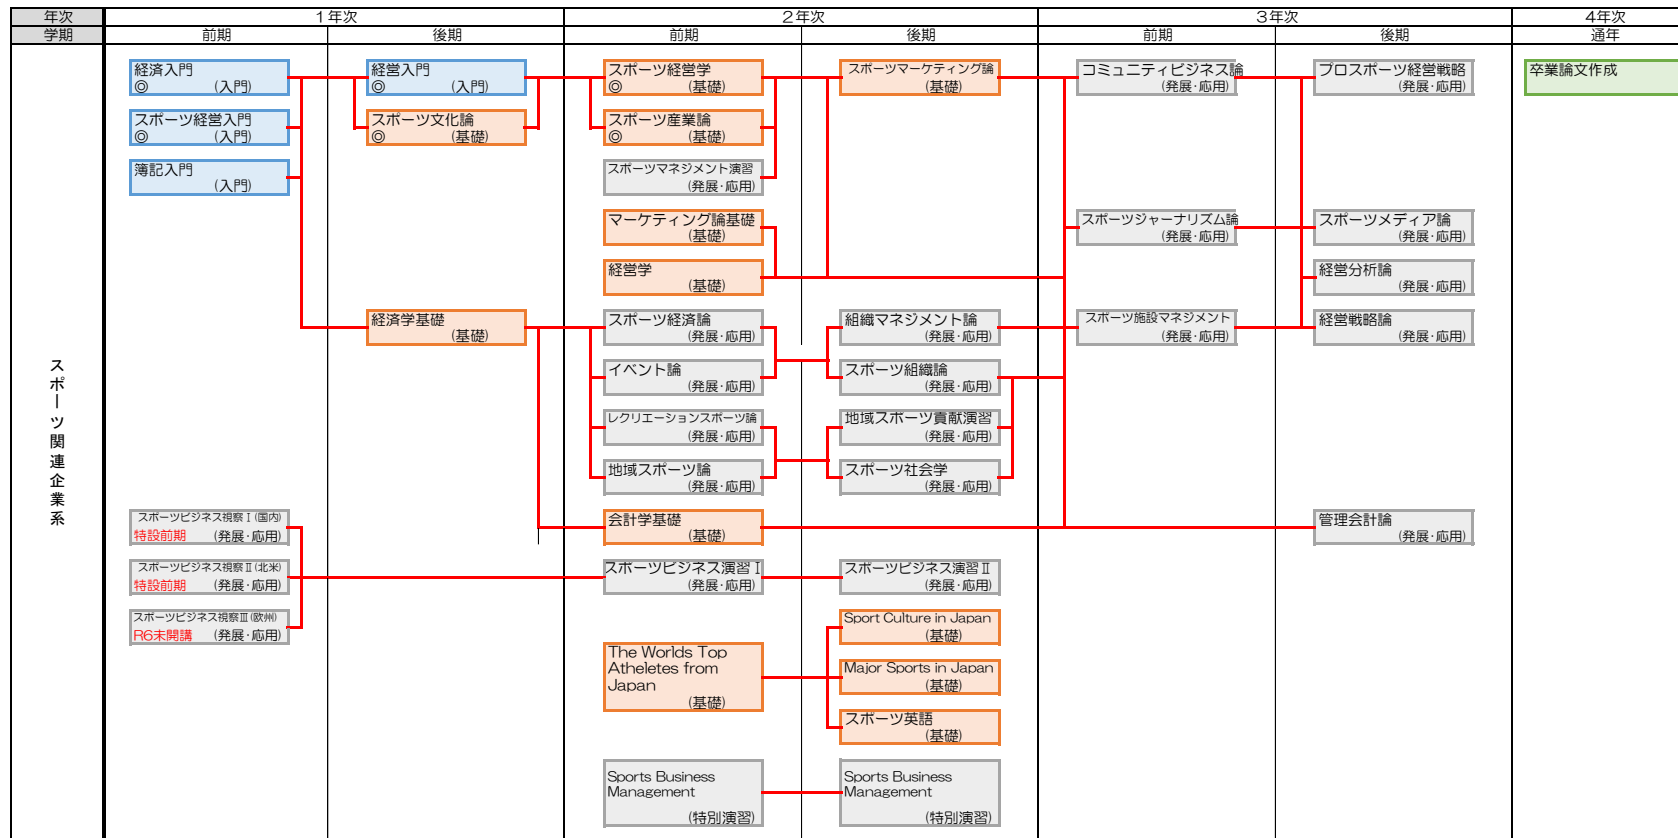 年次 1年次 2年次 3年次 4年次
学期 前期 後期 前期 後期 前期 後期 通年
経済入門
◎ (入門)
経営入門
◎ (入門)
スポーツ経営学
◎ (基礎)
スポーツマーケティング論
(基礎)
コミュニティビジネス論
(発展・応用)
プロスポーツ経営戦略
(発展・応用)
卒業論文作成
スポーツ経営入門
◎ (入門)
スポーツ文化論
◎ (基礎)
スポーツ産業論
◎ (基礎)
簿記入門
(入門)
スポーツマネジメント演習
(発展・応用)
マーケティング論基礎
(基礎)
スポーツジャーナリズム論
(発展・応用)
スポーツメディア論
(発展・応用)
経営学
(基礎)
経営分析論
(発展・応用)
経済学基礎
(基礎)
スポーツ経済論
(発展・応用)
組織マネジメント論
(発展・応用)
スポーツ施設マネジメント
(発展・応用)
経営戦略論
(発展・応用)
スポーツ関連企業系
イベント論
(発展・応用)
スポーツ組織論
(発展・応用)
レクリエーションスポーツ論
(発展・応用)
地域スポーツ貢献演習
(発展・応用)
地域スポーツ論
(発展・応用)
スポーツ社会学
(発展・応用)
スポーツビジネス視察Ⅰ(国内)
特設前期 (発展・応用)
会計学基礎
(基礎)
管理会計論
(発展・応用)
スポーツビジネス視察Ⅱ(北米)
特設前期 (発展・応用)
スポーツビジネス演習Ⅰ
(発展・応用)
スポーツビジネス演習Ⅱ
(発展・応用)
スポーツビジネス視察Ⅲ(欧州)
R6未開講 (発展・応用)
The Worlds Top
Atheletes from
Japan
(基礎)
Sport Culture in Japan
(基礎)
Major Sports in Japan
(基礎)
スポーツ英語
(基礎)
Sports Business
Management
(特別演習)
Sports Business
Management
(特別演習)